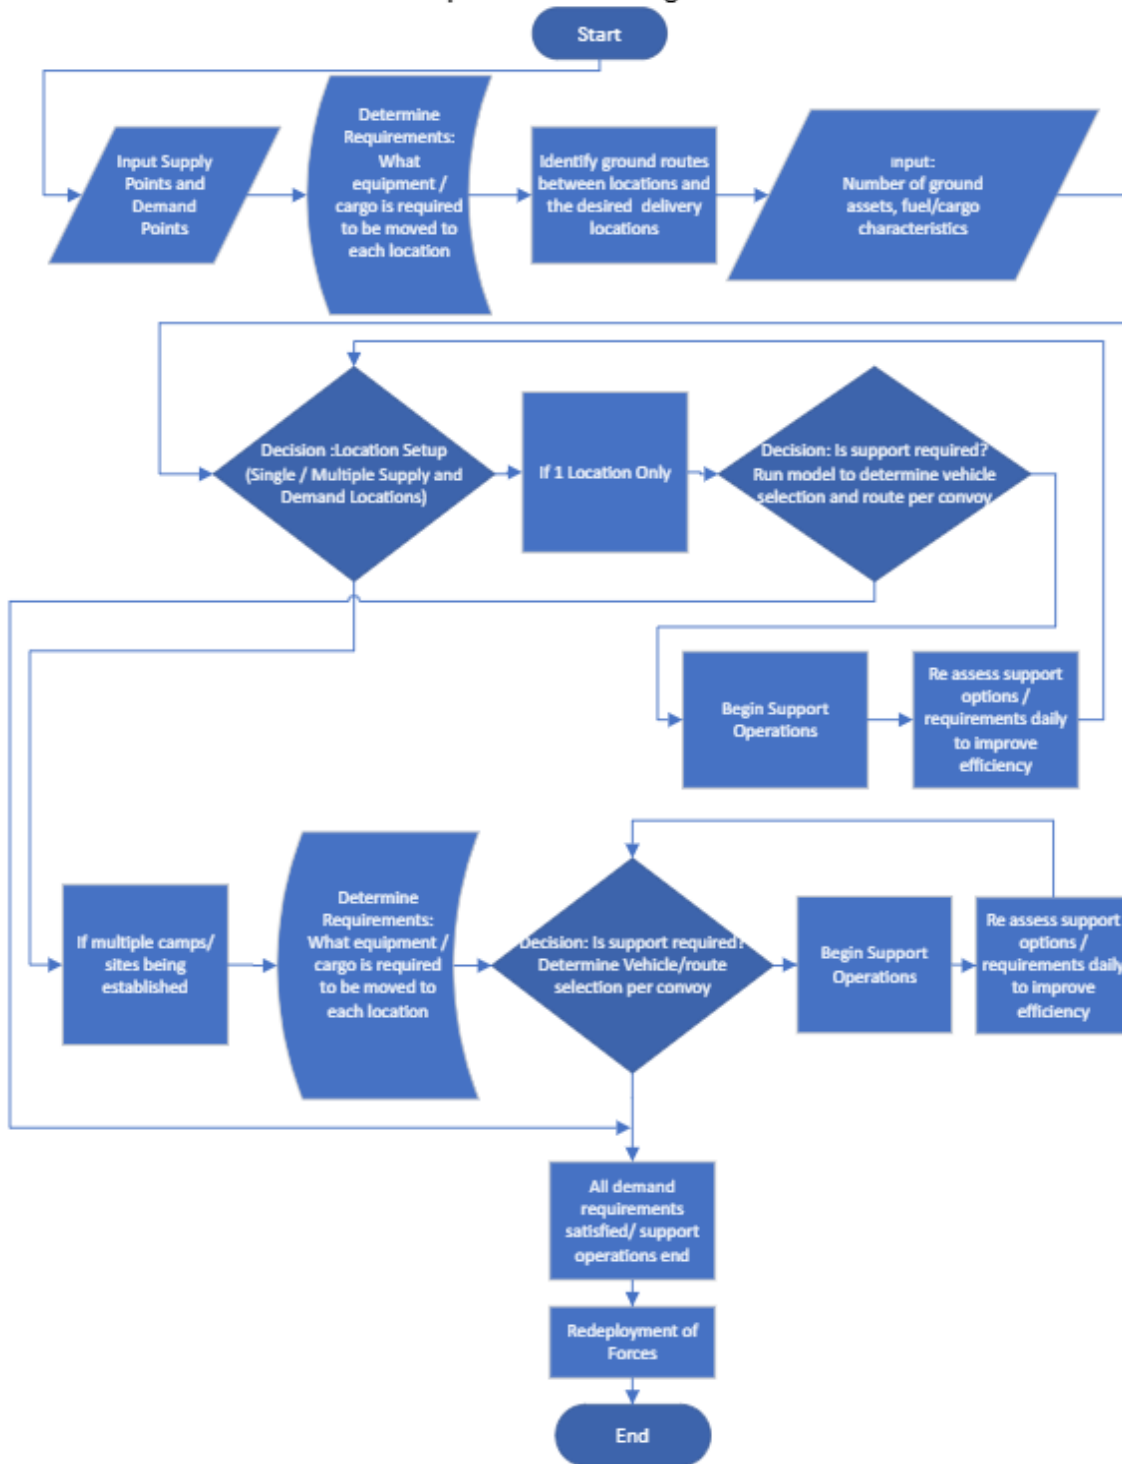 Start
Input Supply
Points and
Demand
Points
Determine
Requirements:
What
equipment /
cargo is required
to be moved to
each location
Identify ground routes
between locations and
the desired delivery
locations
Input:
Number of ground
assets, fuel/cargo
characteristics
Decision :Location Setup
(Single / Multiple Supply and
Demand Locations)
If 1 Location Only
Decision: Is support required?
Run model to determine vehicle
selection and route per convoy
Begin Support
Operations
Re assess support
options /
requirements daily
to improve
efficiency
If multiple camps/
sites being
established
Determine
Requirements:
What equipment /
cargo is required
to be moved to
each location
Decision: Is support required?
Determine Vehicle/route
selection per convoy
Begin Support
Operations
Re assess support
options /
requirements daily
to improve
efficiency
All demand
requirements
satisfied/ support
operations end
Redeployment of
Forces
End